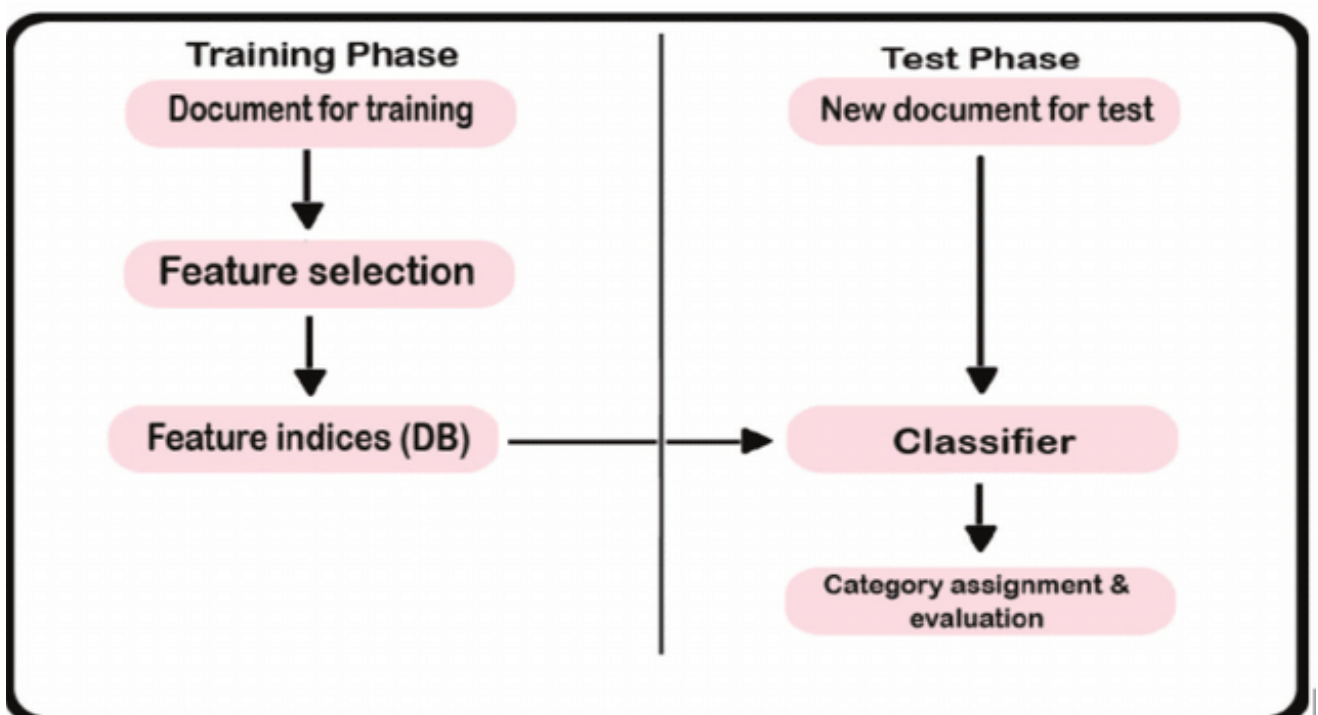 Training Phase
Document for training
Feature selection
Feature indices (DB)
Test Phase
New document for test
Classifier
Category assignment &
evaluation